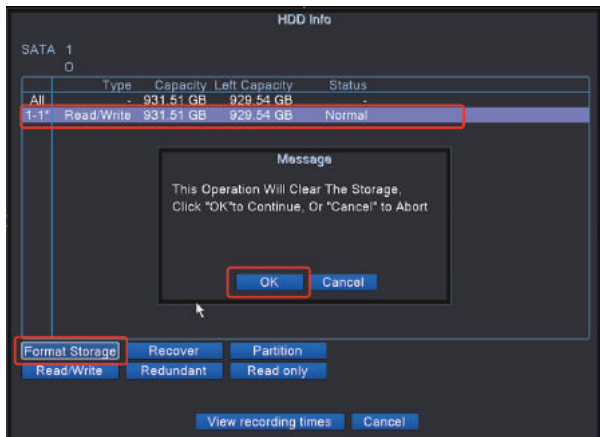 HDD Info
SATA 1
O
Type Capacity Left Capacity Status
All - 931.51 GB 929.54 GB -
1-1* Read/Write 931.51 GB 929.54 GB Normal
Message
This Operation Will Clear The Storage,
Click "OK"to Continue, Or "Cancel" to Abort
OK Cancel
Format Storage Recover Partition
Read/Write Redundant Read only
View recording times Cancel